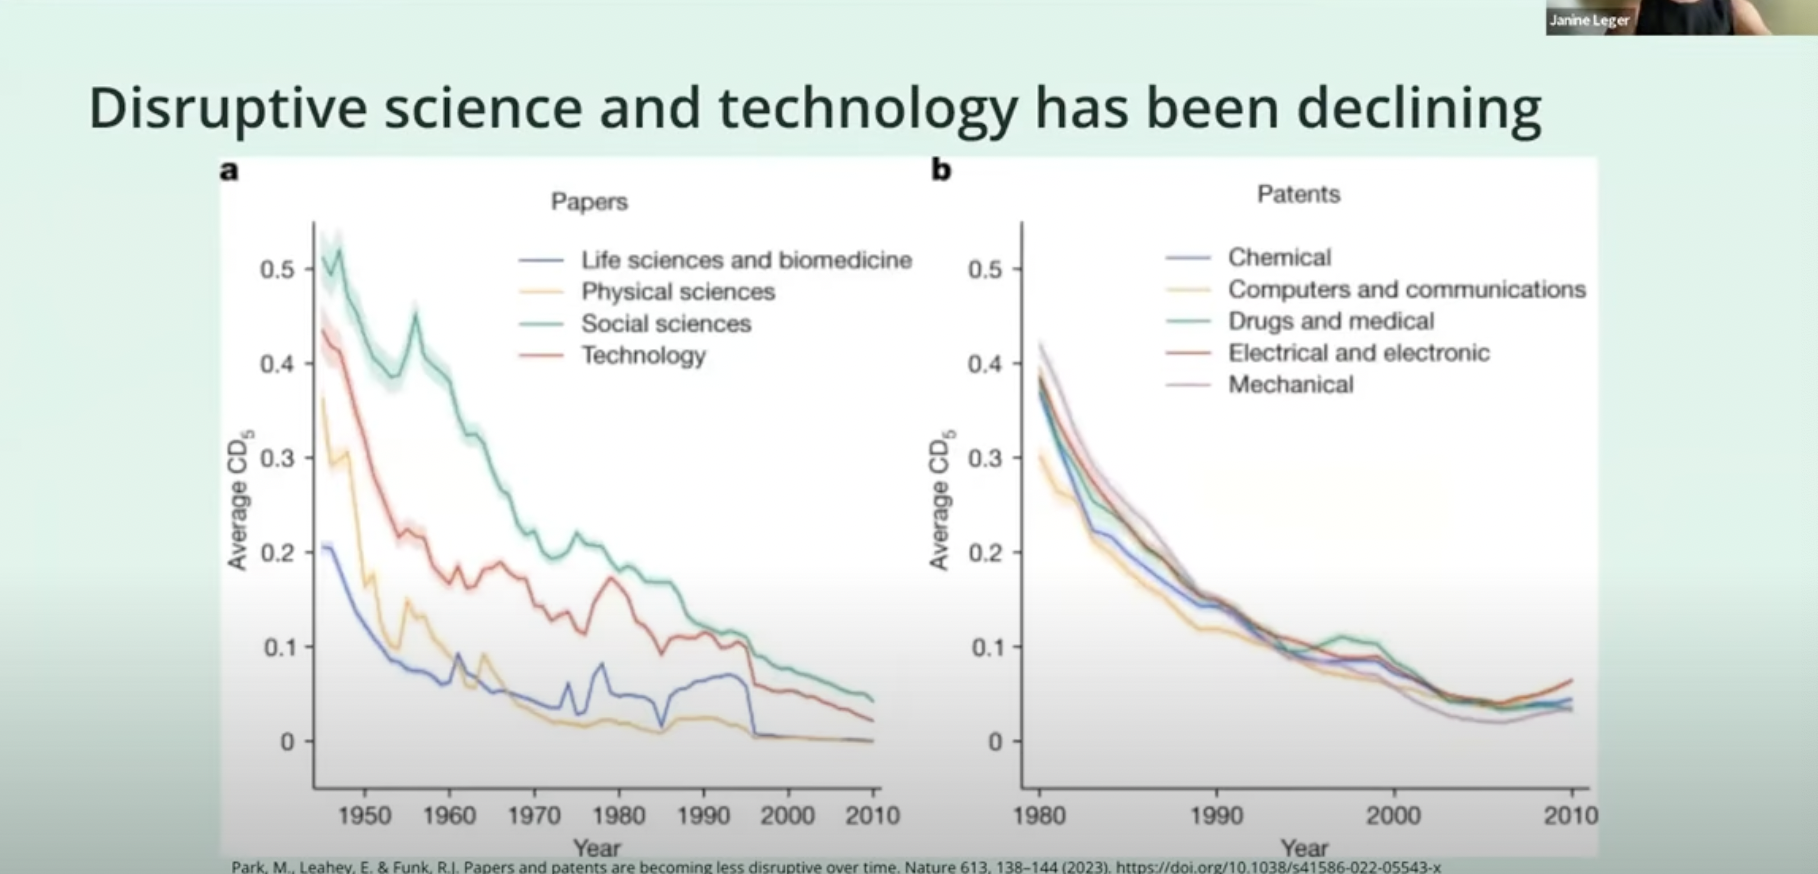 Janine Leger
Disruptive science and technology has been declining
a
Papers
Life sciences and biomedicine
Physical sciences
Social sciences
Technology
Average CD5
0.5
0.4
0.3
0.2
0.1
0
1950 1960 1970 1980 1990 2000 2010
Year
b
Patents
Chemical
Computers and communications
Drugs and medical
Electrical and electronic
Mechanical
Average CD5
0.5
0.4
0.3
0.2
0.1
0
1980 1990 2000 2010
Year
Park, M., Leahey, E. & Funk, R.J. Papers and patents are becoming less disruptive over time. Nature 613, 138–144 (2023). https://doi.org/10.1038/s41586-022-05543-x